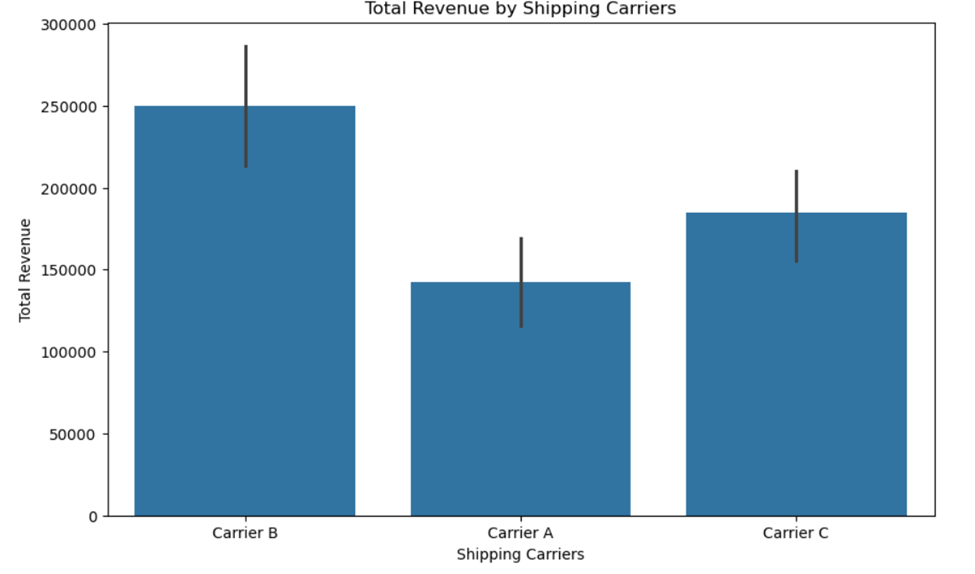 Total Revenue by Shipping Carriers
300000
250000
200000
150000
100000
50000
0
Total Revenue
Carrier B
Carrier A
Carrier C
Shipping Carriers